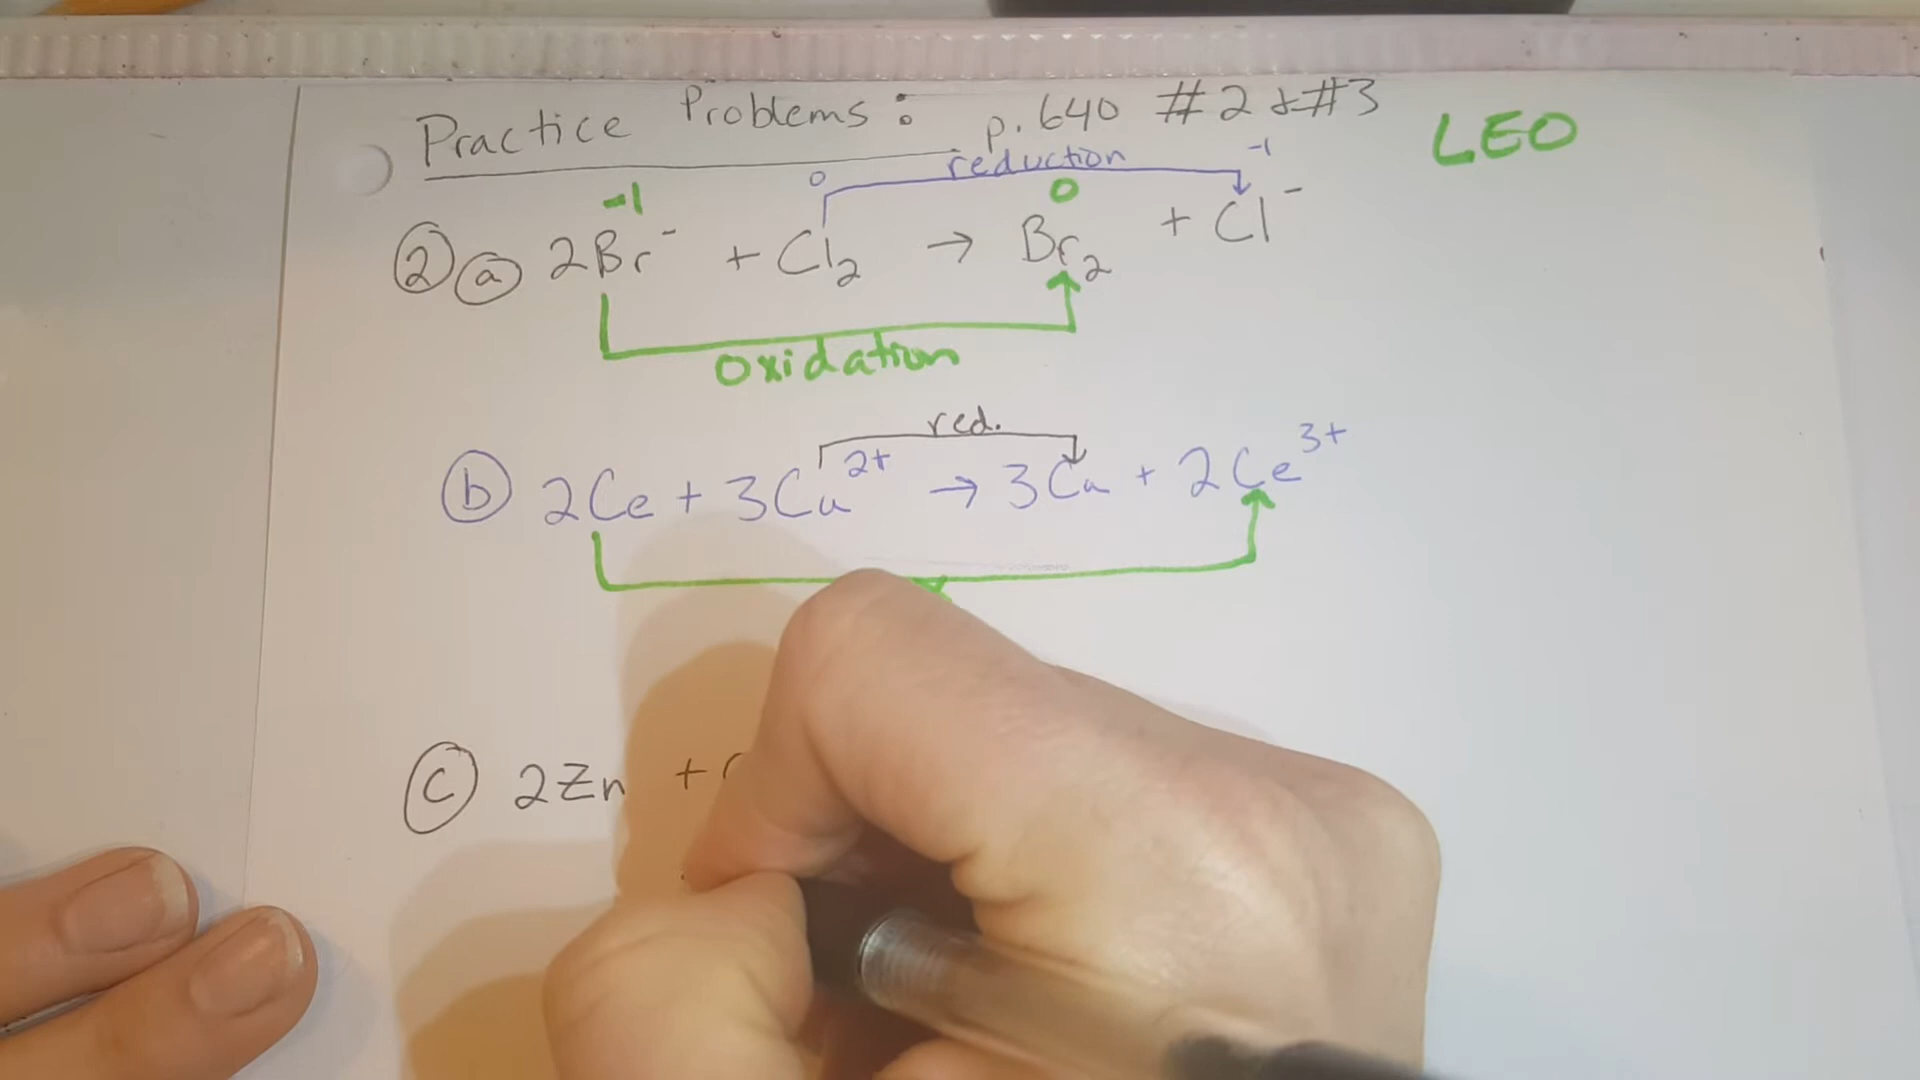 Practice Problems: p. 640 #2 & #3
LEO
reduction
-1 0 0 -1
② ⓐ 2Br⁻ + Cl₂ → Br₂ + Cl⁻
oxidation
red.
ⓑ 2Ce + 3Cu²⁺ → 3Cu + 2Ce³⁺
ⓒ 2Zn +